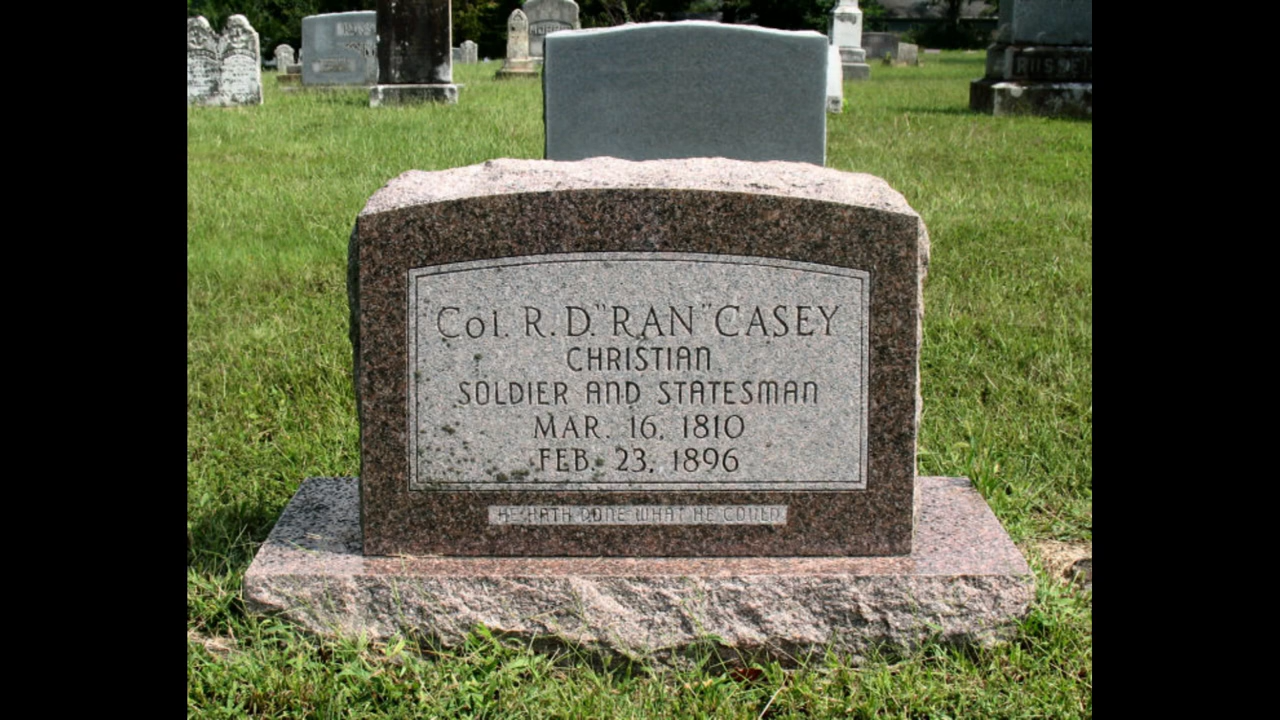 RUSSEL
Col. R. D. "RAN" CASEY
CHRISTIAN
SOLDIER AND STATESMAN
MAR. 16, 1810
FEB. 23, 1896
HE HATH DONE WHAT HE COULD